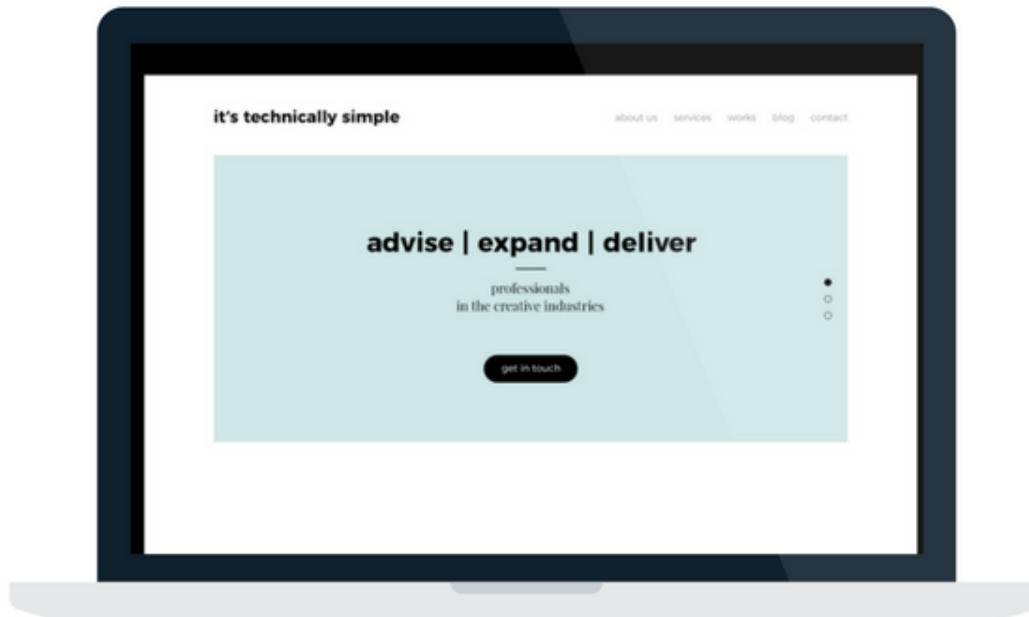 it's technically simple
about us services works blog contact
advise | expand | deliver
professionals
in the creative industries
get in touch